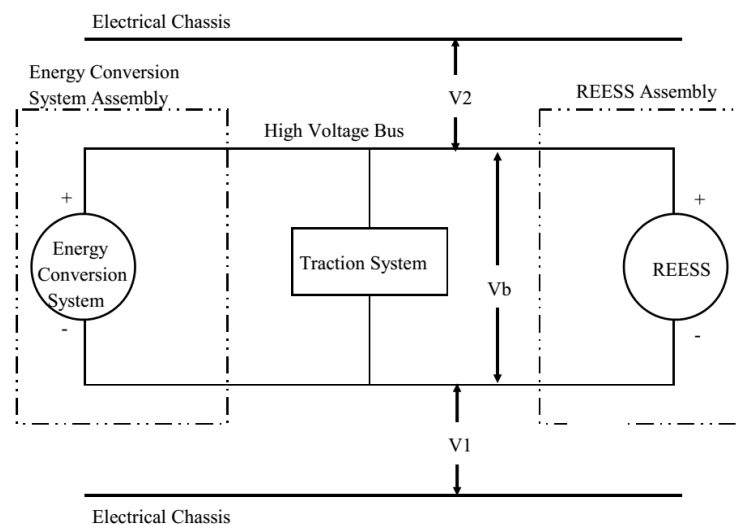 Electrical Chassis
Energy Conversion
System Assembly
V2
REESS Assembly
High Voltage Bus
+
+
Energy
Conversion
System
Traction System
Vb
REESS
-
-
V1
Electrical Chassis